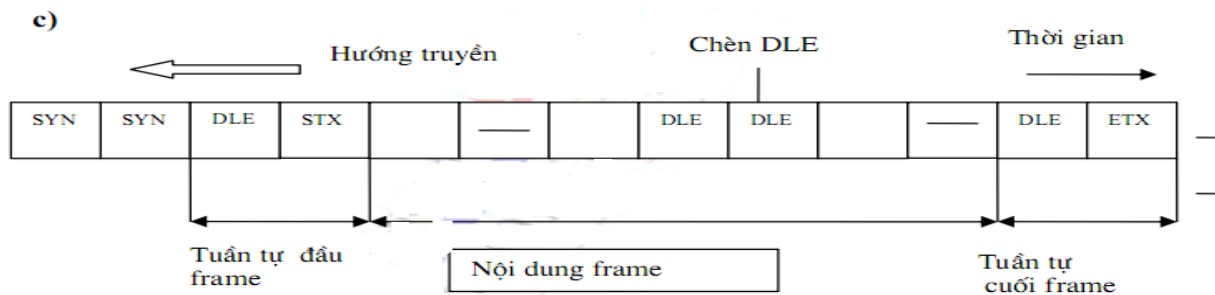 c)
Hướng truyền
Chèn DLE
Thời gian
SYN SYN DLE STX DLE DLE DLE ETX
Tuần tự đầu
frame
Nội dung frame
Tuần tự
cuối frame